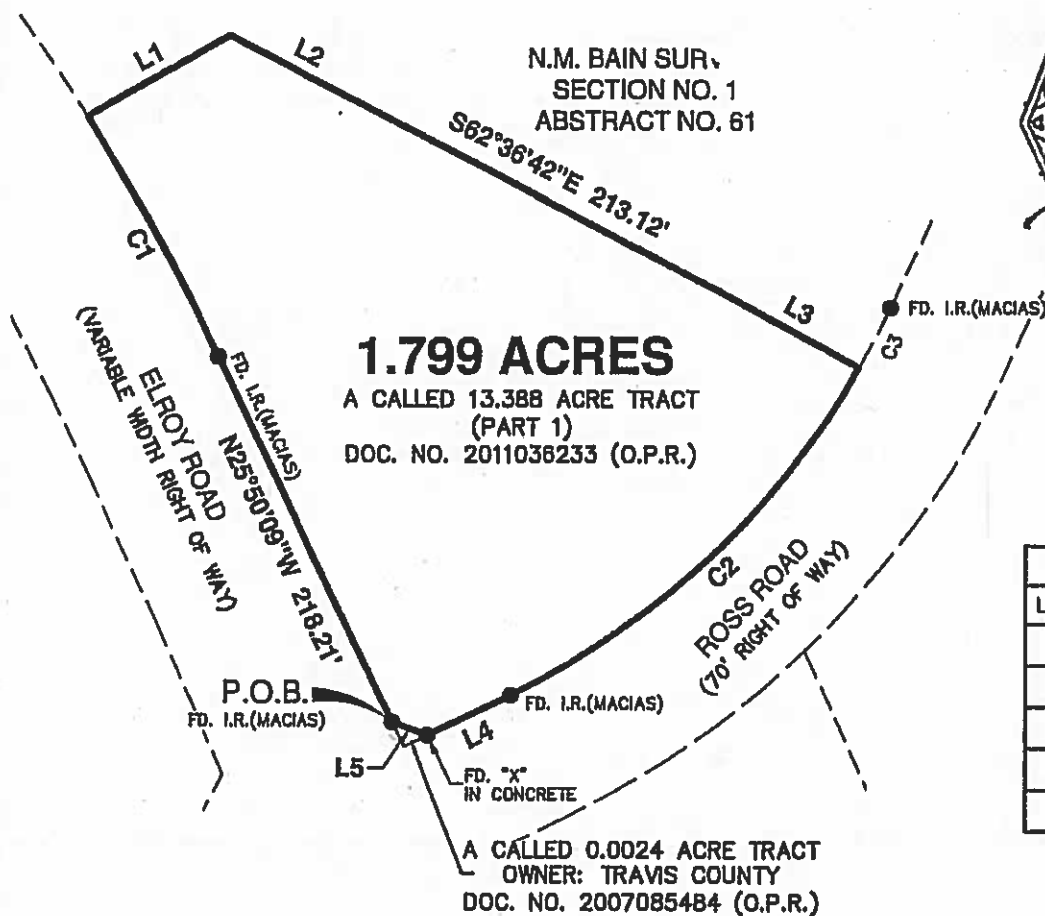 L1
L2
N.M. BAIN SUR
SECTION NO. 1
ABSTRACT NO. 61
S62°36'42"E 213.12'
C1
L3
FD. I.R.(MACIAS)
C3
1.799 ACRES
A CALLED 13.388 ACRE TRACT
(PART 1)
DOC. NO. 2011036233 (O.P.R.)
FD. I.R.(MACIAS)
ELROY ROAD
(VARIABLE WIDTH RIGHT OF WAY)
N25°50'09"W 218.21'
C2
ROSS ROAD
(70' RIGHT OF WAY)
P.O.B.
FD. I.R.(MACIAS)
FD. I.R.(MACIAS)
L4
L5
FD. "X"
IN CONCRETE
A CALLED 0.0024 ACRE TRACT
OWNER: TRAVIS COUNTY
DOC. NO. 2007085484 (O.P.R.)
L